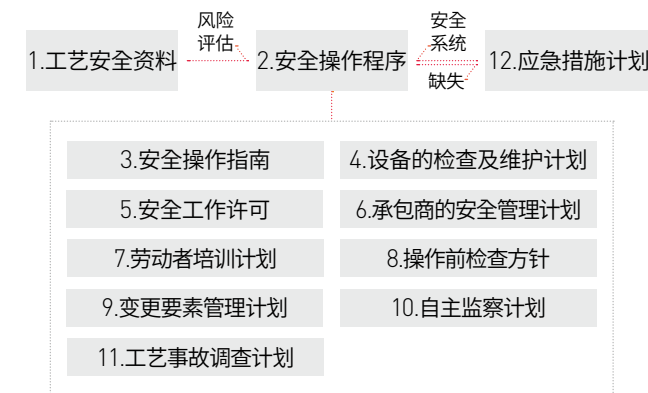 风险
评估
安全
系统
缺失
1.工艺安全资料
2.安全操作程序
12.应急措施计划
3.安全操作指南
4.设备的检查及维护计划
5.安全工作许可
6.承包商的安全管理计划
7.劳动者培训计划
8.操作前检查方针
9.变更要素管理计划
10.自主监察计划
11.工艺事故调查计划